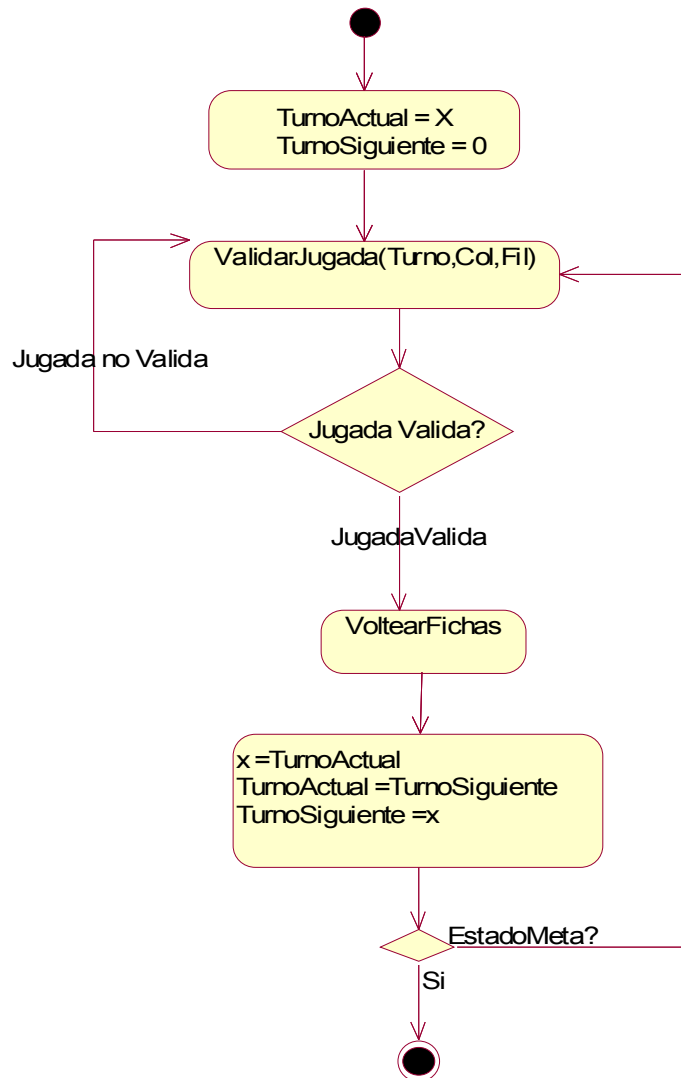 TurnoActual = X
TurnoSiguiente = 0
ValidarJugada(Turno,Col,Fil)
Jugada no Valida
Jugada Valida?
JugadaValida
VoltearFichas
x =TurnoActual
TurnoActual =TurnoSiguiente
TurnoSiguiente =x
EstadoMeta?
Si